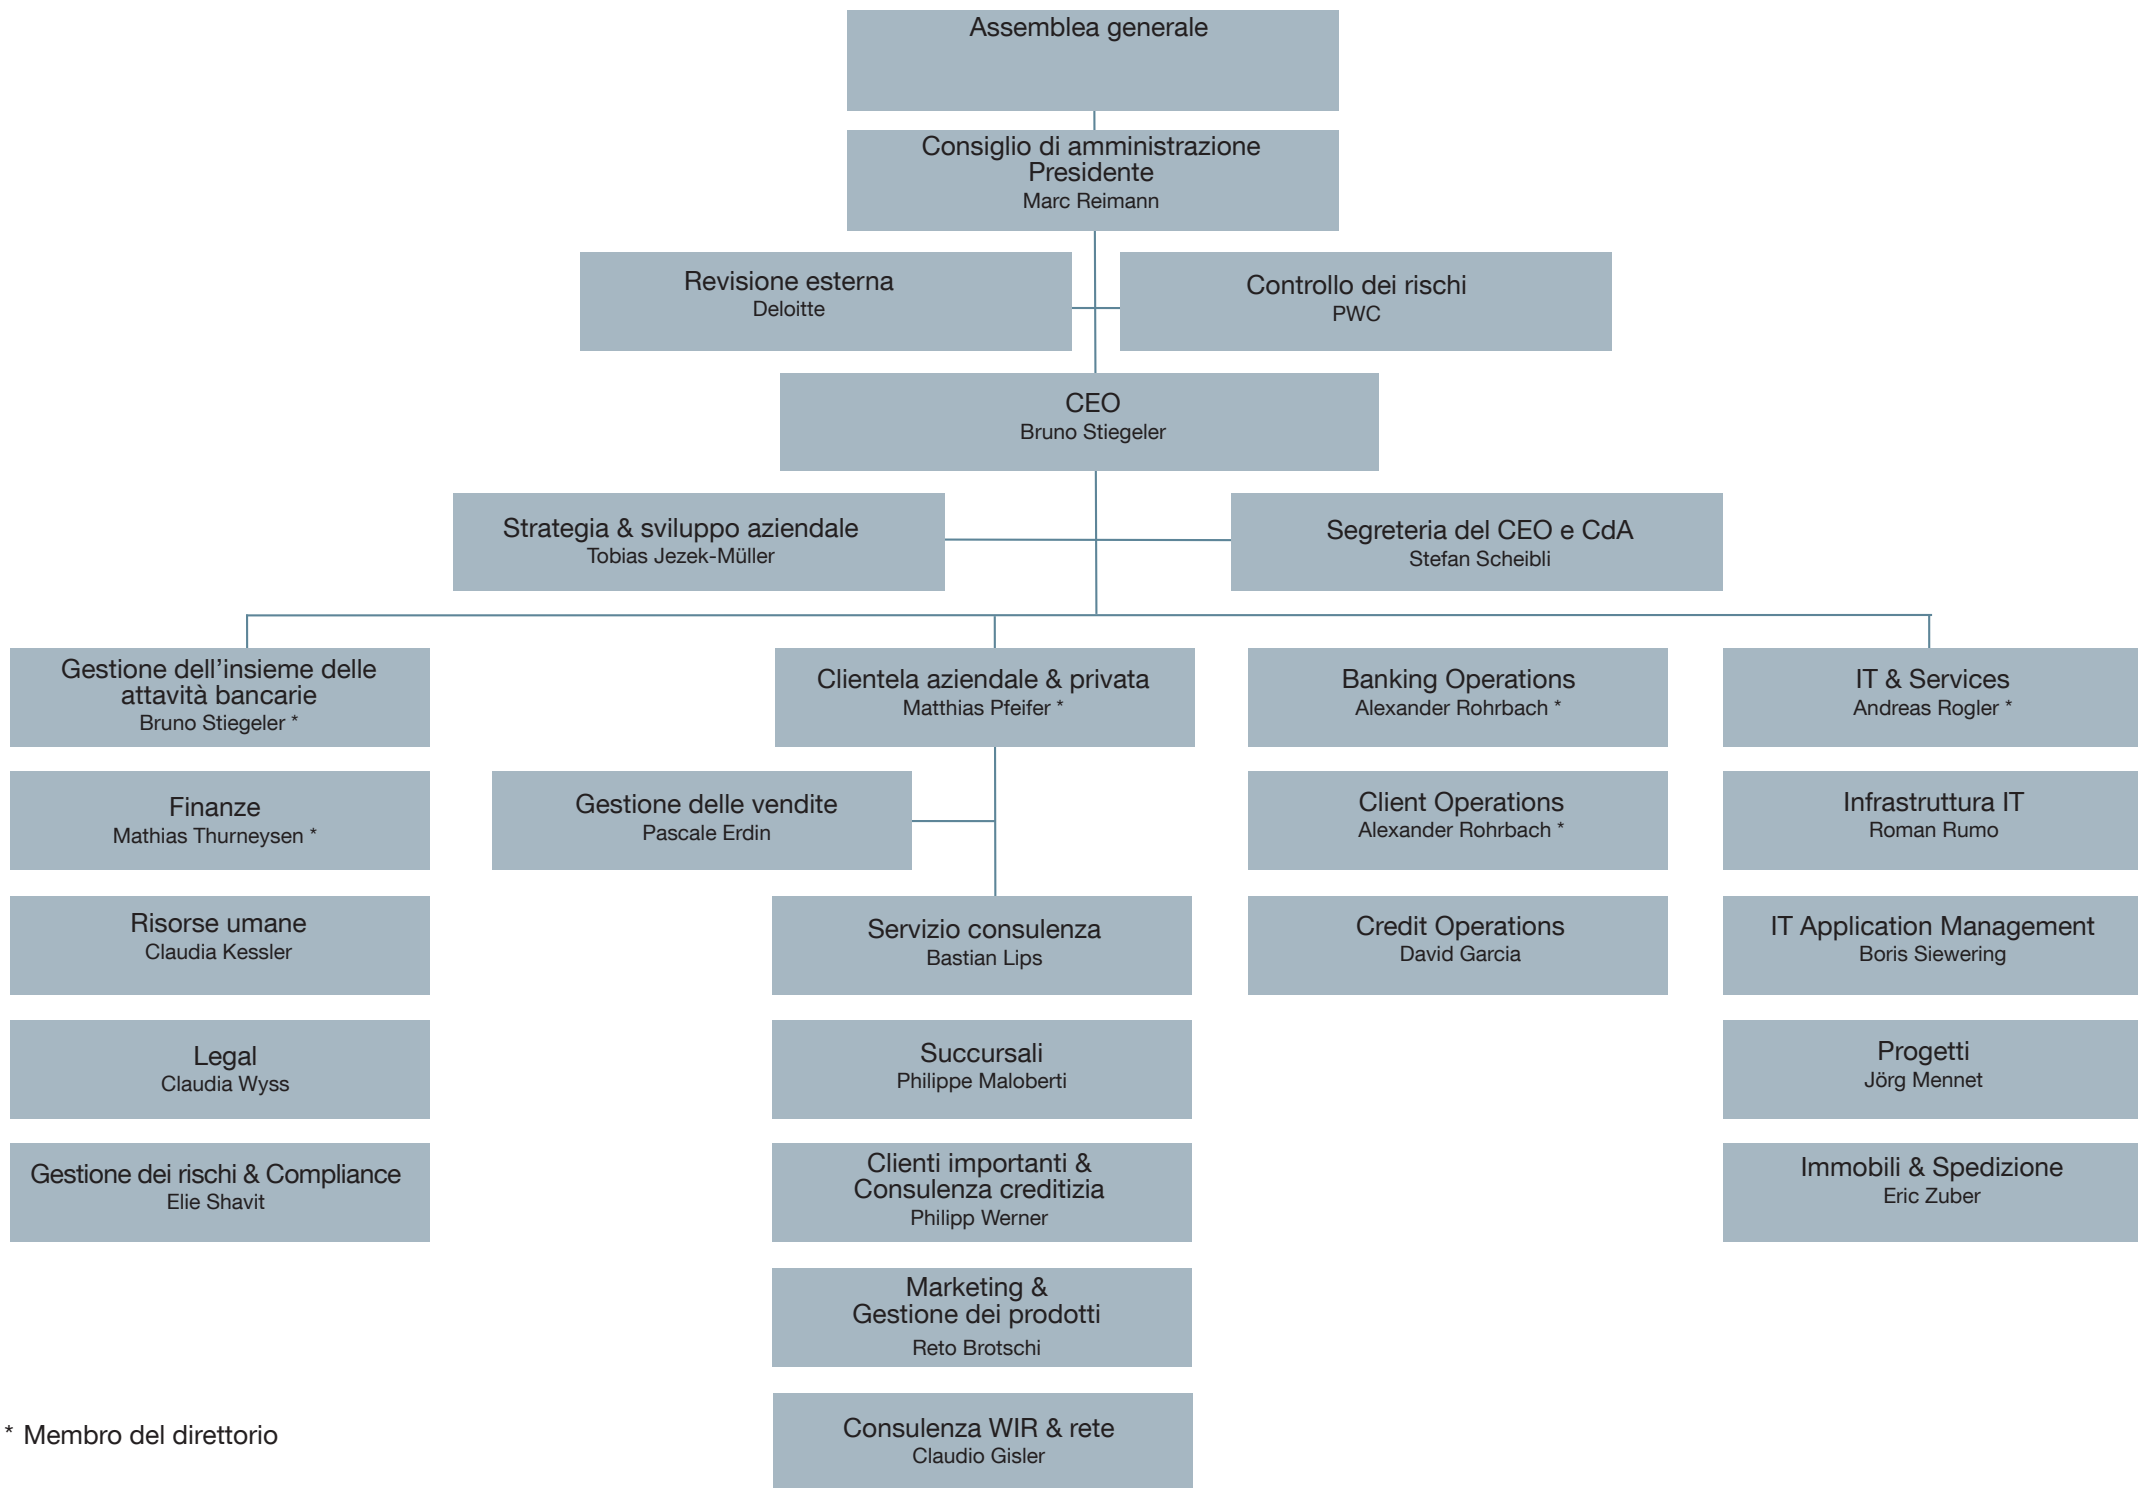 Assemblea generale
Consiglio di amministrazione
Presidente
Marc Reimann
Revisione esterna
Deloitte
Controllo dei rischi
PWC
CEO
Bruno Stiegeler
Strategia & sviluppo aziendale
Tobias Jezek-Müller
Segreteria del CEO e CdA
Stefan Scheibli
Gestione dell'insieme delle
attavità bancarie
Bruno Stiegeler *
Clientela aziendale & privata
Matthias Pfeifer *
Banking Operations
Alexander Rohrbach *
IT & Services
Andreas Rogler *
Finanze
Mathias Thurneysen *
Gestione delle vendite
Pascale Erdin
Client Operations
Alexander Rohrbach *
Infrastruttura IT
Roman Rumo
Risorse umane
Claudia Kessler
Servizio consulenza
Bastian Lips
Credit Operations
David Garcia
IT Application Management
Boris Siewering
Legal
Claudia Wyss
Succursali
Philippe Maloberti
Progetti
Jörg Mennet
Gestione dei rischi & Compliance
Elie Shavit
Clienti importanti &
Consulenza creditizia
Philipp Werner
Immobili & Spedizione
Eric Zuber
Marketing &
Gestione dei prodotti
Reto Brotschi
Consulenza WIR & rete
Claudio Gisler
* Membro del direttorio